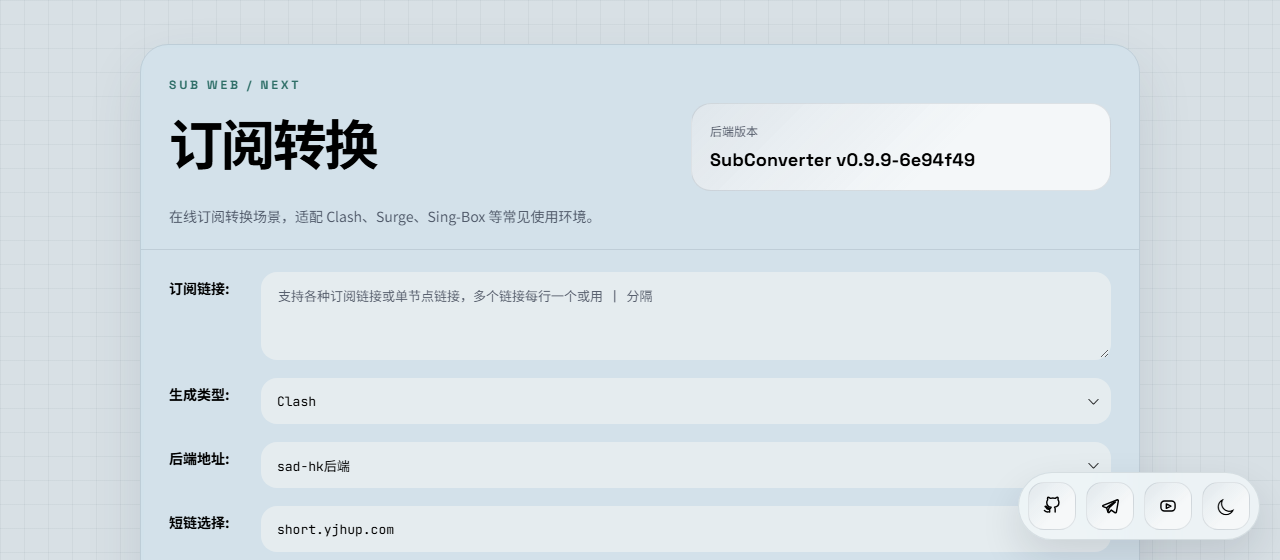 SUB WEB / NEXT
订阅转换
后端版本
SubConverter v0.9.9-6e94f49
在线订阅转换场景，适配 Clash、Surge、Sing-Box 等常见使用环境。
订阅链接:
支持各种订阅链接或单节点链接，多个链接每行一个或用 | 分隔
生成类型:
Clash
后端地址:
sad-hk后端
短链选择:
short.yjhup.com